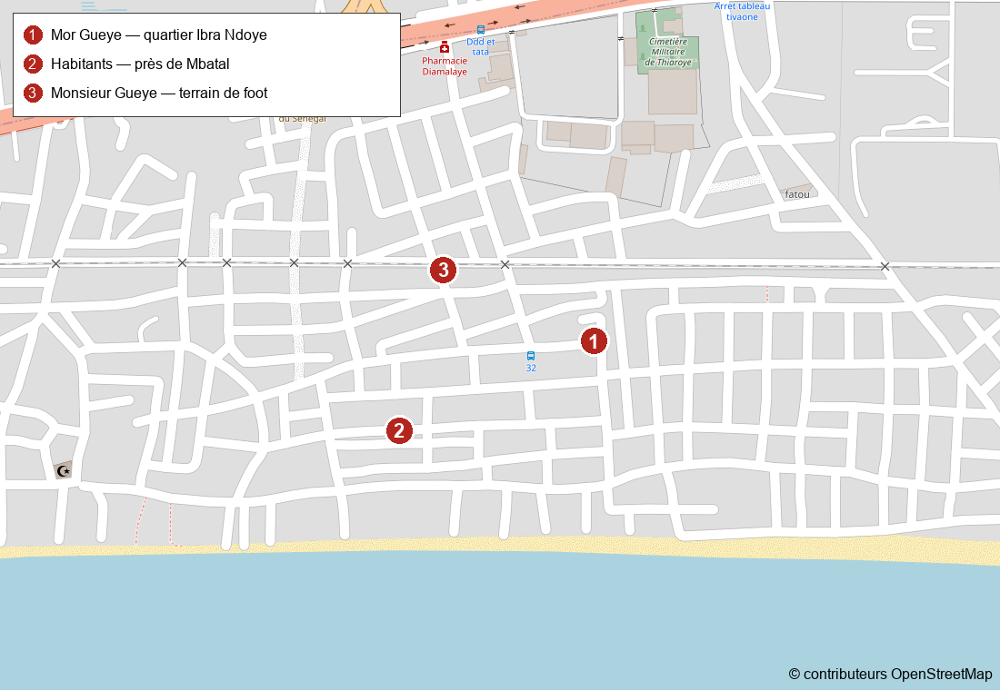 Arrêt tableau
tivaone
1 Mor Gueye — quartier Ibra Ndoye
2 Habitants — près de Mbatal
3 Monsieur Gueye — terrain de foot
Ddd et
tata
Pharmacie
Diamalaye
Cimetière
Militaire
de Thiaroye
du Sénégal
fatou
3
1
32
2
© contributeurs OpenStreetMap